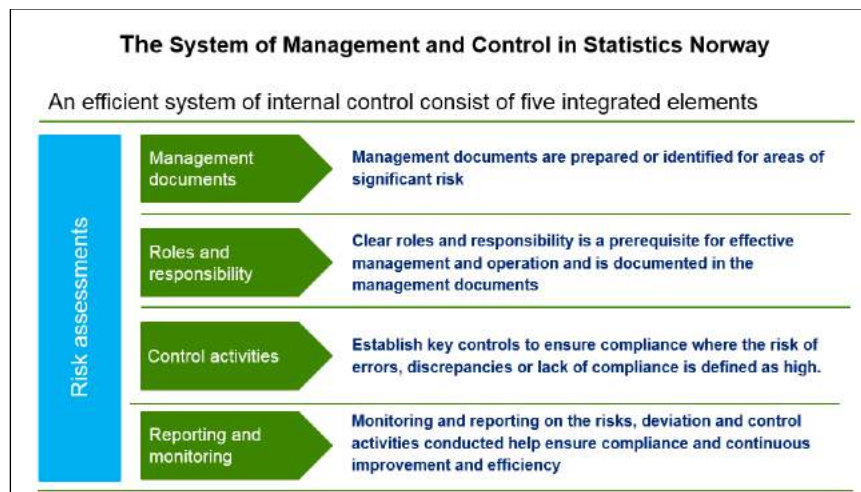 The System of Management and Control in Statistics Norway
An efficient system of internal control consist of five integrated elements
Risk assessments
Management
documents
Management documents are prepared or identified for areas of
significant risk
Roles and
responsibility
Clear roles and responsibility is a prerequisite for effective
management and operation and is documented in the
management documents
Control activities
Establish key controls to ensure compliance where the risk of
errors, discrepancies or lack of compliance is defined as high.
Reporting and
monitoring
Monitoring and reporting on the risks, deviation and control
activities conducted help ensure compliance and continuous
improvement and efficiency